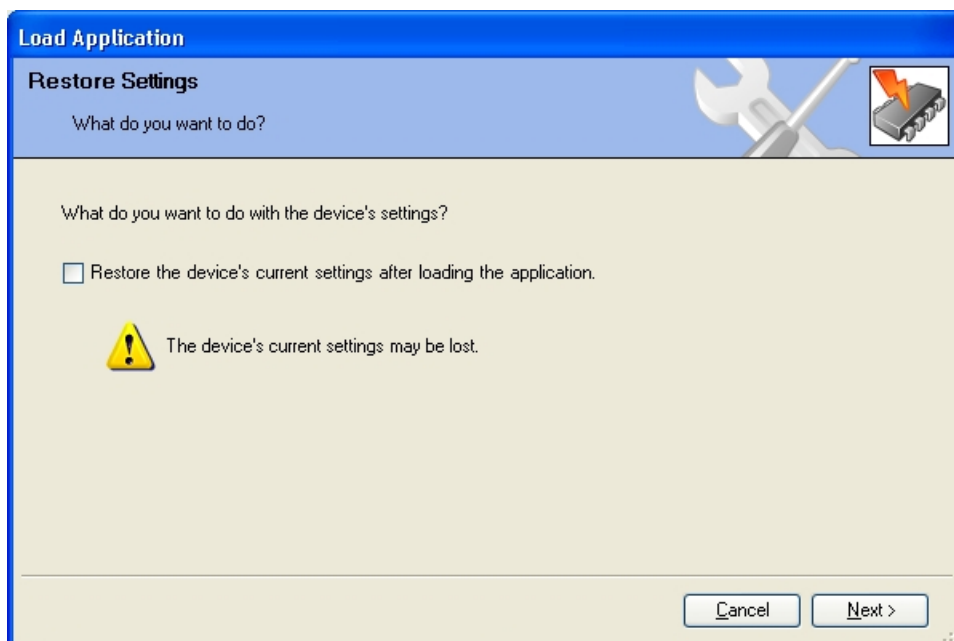 Load Application
Restore Settings
What do you want to do?
What do you want to do with the device's settings?
Restore the device's current settings after loading the application.
The device's current settings may be lost.
Cancel
Next >